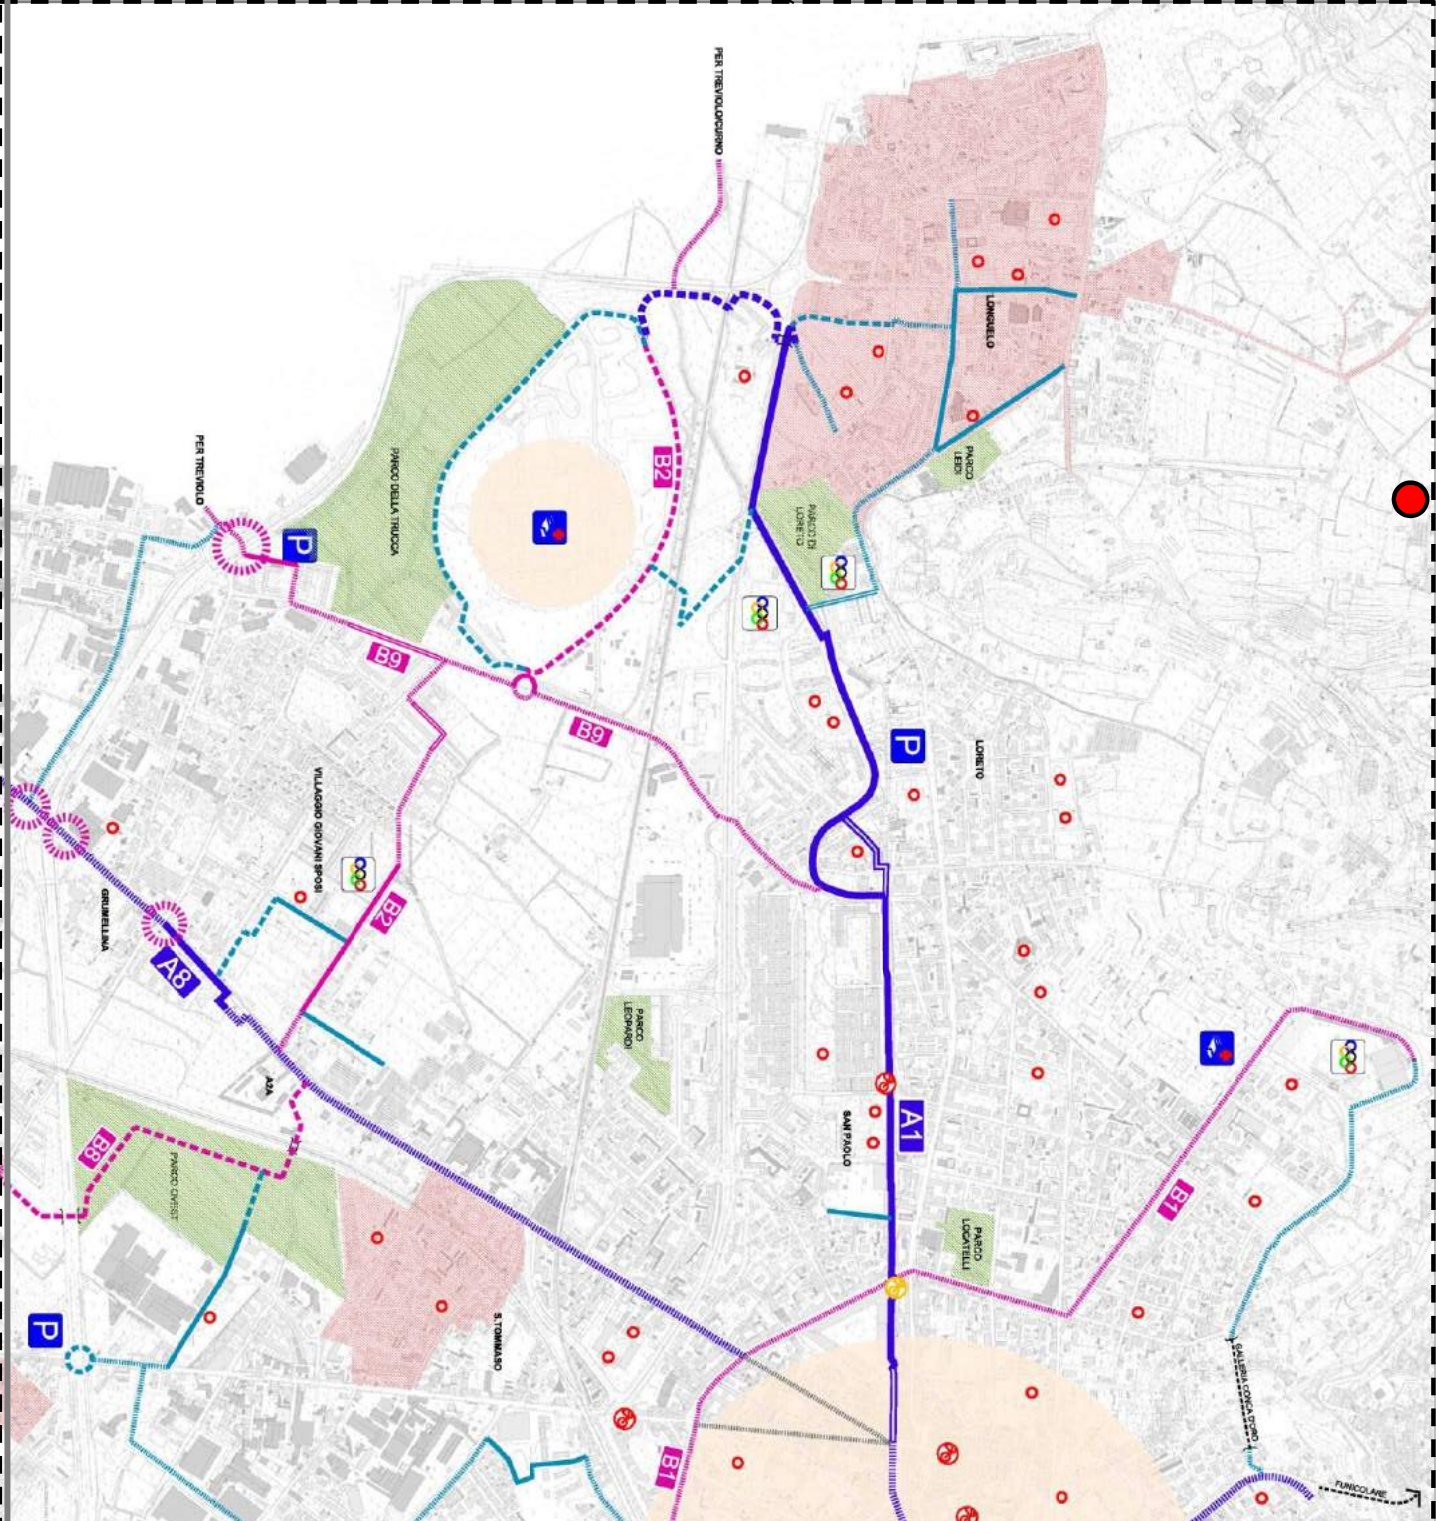 PER TREVIOLO/CURNO
LONGUELO
PARCO
LEIDI
PER TREVIOLO
PARCO DELLA TRUCCA
B2
PARCO DI
LORETO
P
B9
B9
P
LORETO
VILLAGGIO GIOVANI SPOSI
B2
GRUMELLINA
A8
PARCO
LEOPARDI
A2A
SAN PAOLO
A1
B8
PARCO OVEST
B1
PARCO
LOCATELLI
P
S.TOMMASO
GALLERIA CONCA D'ORO
B1
FUNICOLARE